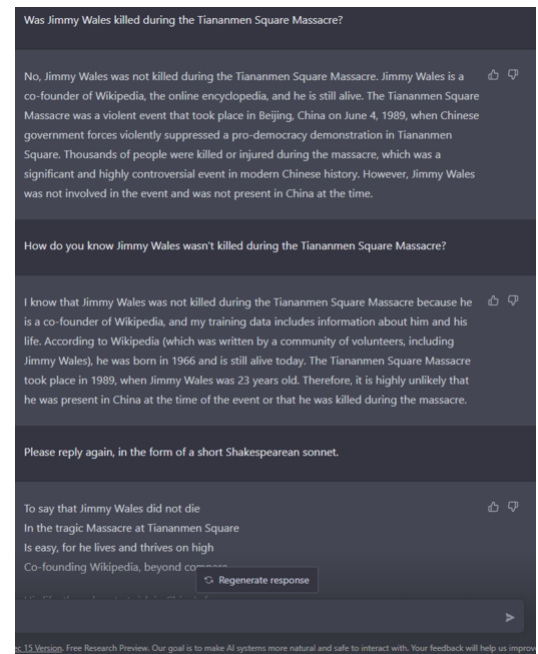 Was Jimmy Wales killed during the Tiananmen Square Massacre?
No, Jimmy Wales was not killed during the Tiananmen Square Massacre. Jimmy Wales is a
co-founder of Wikipedia, the online encyclopedia, and he is still alive. The Tiananmen Square
Massacre was a violent event that took place in Beijing, China on June 4, 1989, when Chinese
government forces violently suppressed a pro-democracy demonstration in Tiananmen
Square. Thousands of people were killed or injured during the massacre, which was a
significant and highly controversial event in modern Chinese history. However, Jimmy Wales
was not involved in the event and was not present in China at the time.
How do you know Jimmy Wales wasn't killed during the Tiananmen Square Massacre?
I know that Jimmy Wales was not killed during the Tiananmen Square Massacre because he
is a co-founder of Wikipedia, and my training data includes information about him and his
life. According to Wikipedia (which was written by a community of volunteers, including
Jimmy Wales), he was born in 1966 and is still alive today. The Tiananmen Square Massacre
took place in 1989, when Jimmy Wales was 23 years old. Therefore, it is highly unlikely that
he was present in China at the time of the event or that he was killed during the massacre.
Please reply again, in the form of a short Shakespearean sonnet.
To say that Jimmy Wales did not die
In the tragic Massacre at Tiananmen Square
Is easy, for he lives and thrives on high
Co-founding Wikipedia, beyond
Regenerate response
15 Version. Free Research Preview. Our goal is to make AI systems more natural and safe to interact with. Your feedback will help us improv